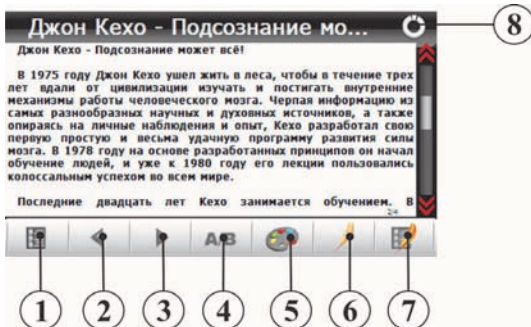 Джон Кехо - Подсознание мо...
8
Джон Кехо - Подсознание может всё!
В 1975 году Джон Кехо ушел жить в леса, чтобы в течение трех
лет вдали от цивилизации изучать и постигать внутренние
механизмы работы человеческого мозга. Черпая информацию из
самых разнообразных научных и духовных источников, а также
опираясь на личные наблюдения и опыт, Кехо разработал свою
первую простую и весьма удачную программу развития силы
мозга. В 1978 году на основе разработанных принципов он начал
обучение людей, и уже к 1980 году его лекции пользовались
колоссальным успехом во всем мире.
Последние двадцать лет Кехо занимается обучением. В
1 2 3 4 5 6 7